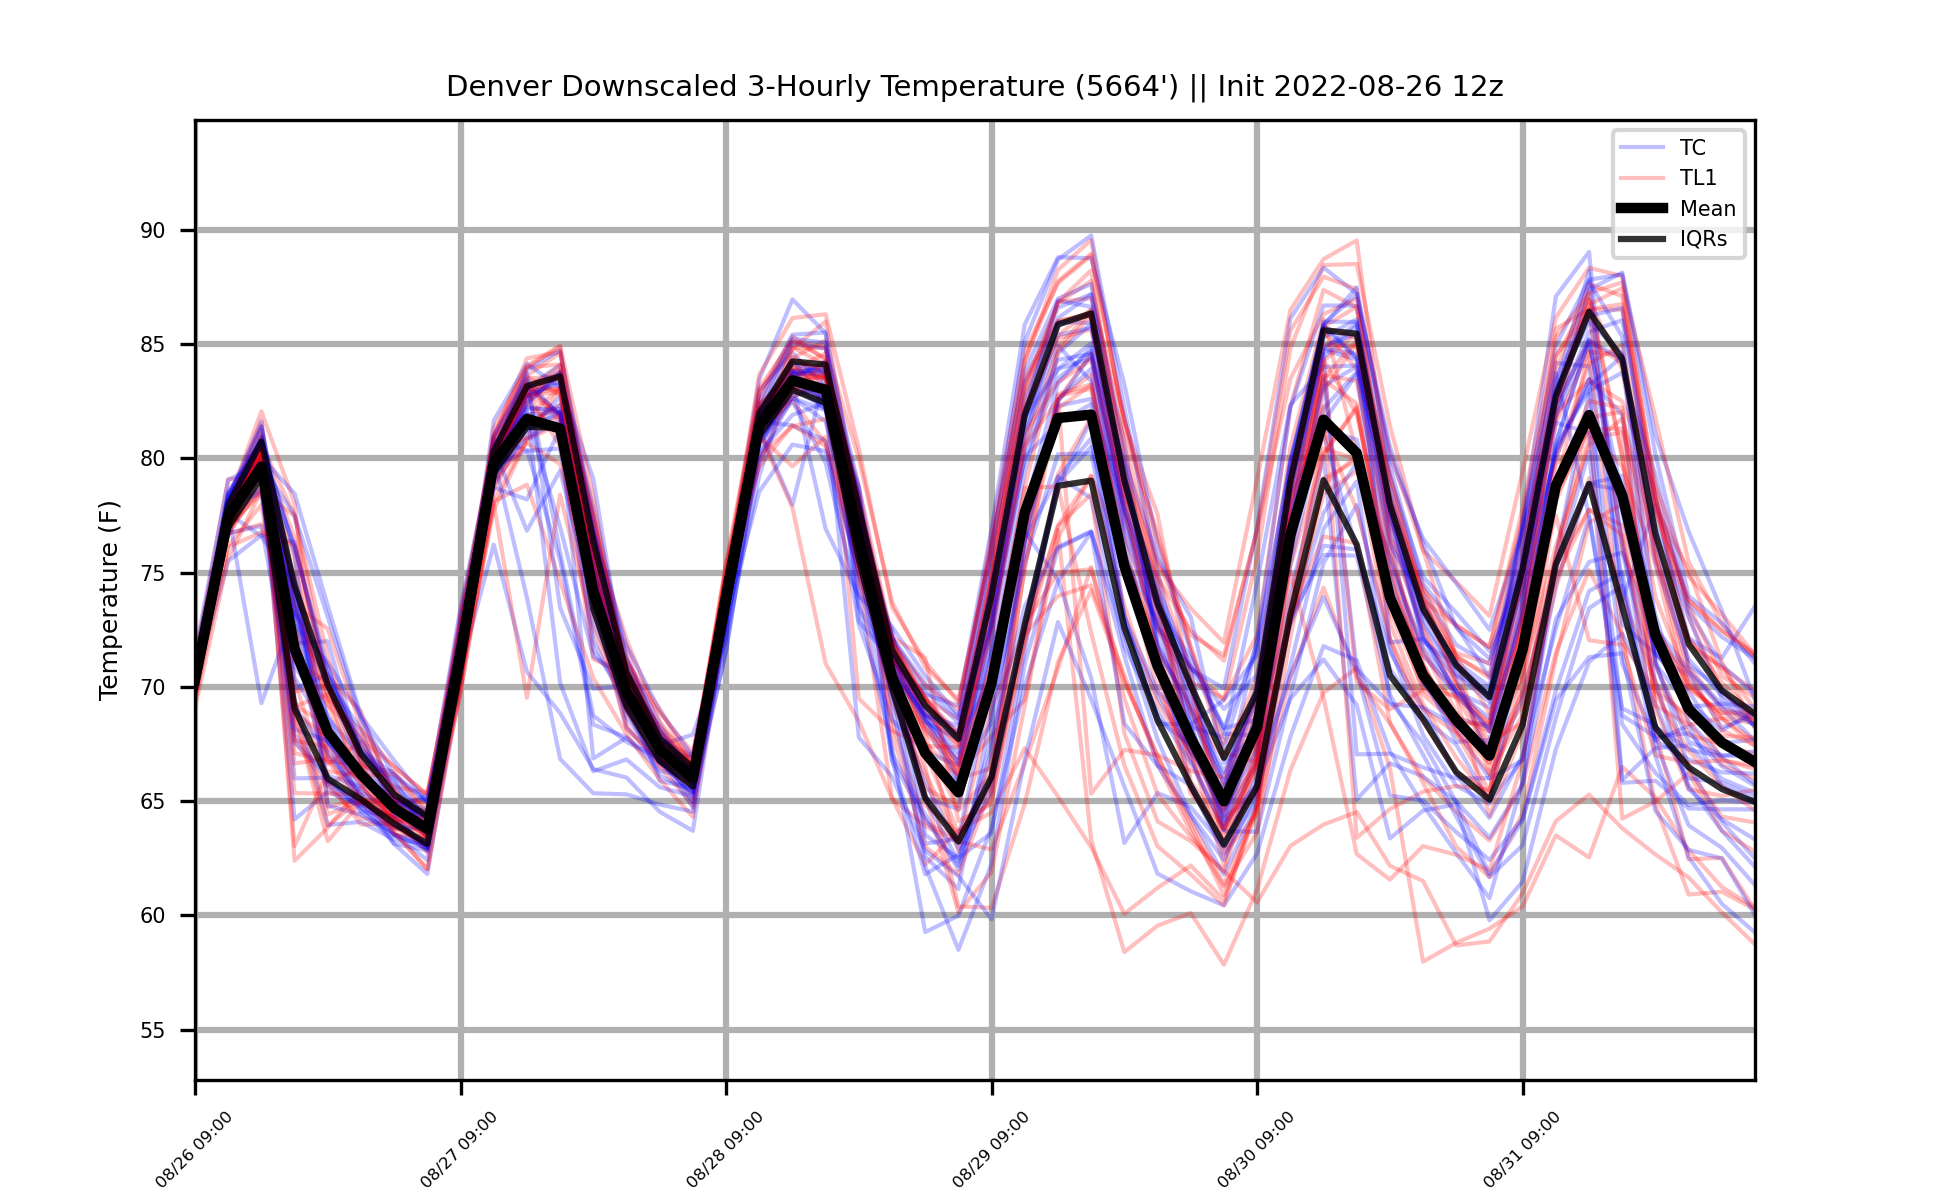 Denver Downscaled 3-Hourly Temperature (5664') || Init 2022-08-26 12z
TC
TL1
Mean
IQRs
Temperature (F)
90
85
80
75
70
65
60
55
08/26 09:00
08/27 09:00
08/28 09:00
08/29 09:00
08/30 09:00
08/31 09:00